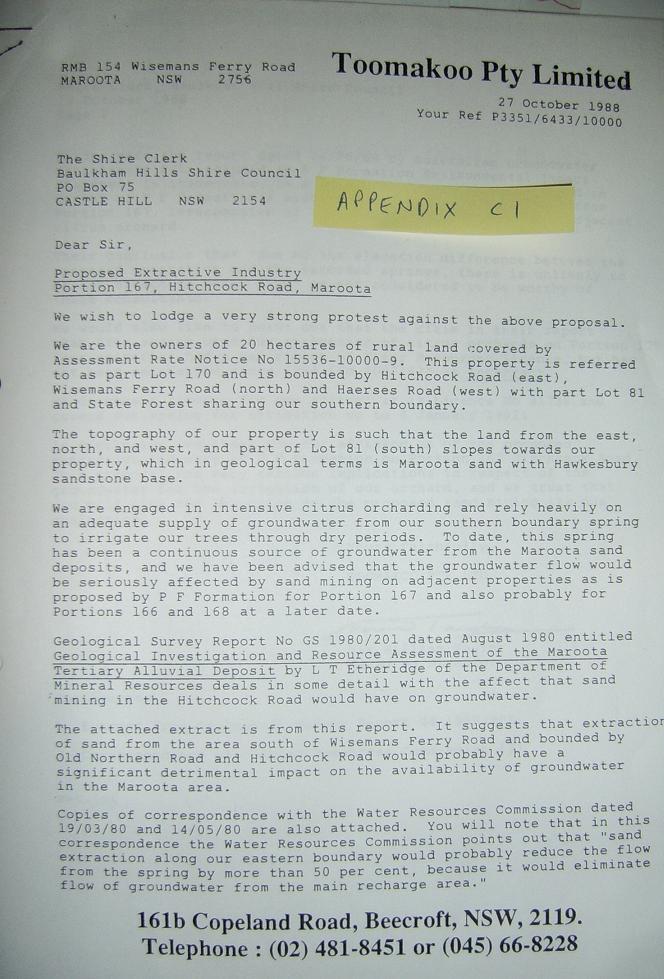 RMB 154 Wisemans Ferry Road
MAROOTA NSW 2756
Toomakoo Pty Limited
27 October 1988
Your Ref P3351/6433/10000
The Shire Clerk
Baulkham Hills Shire Council
PO Box 75
CASTLE HILL NSW 2154
APPENDIX C1
Dear Sir,
Proposed Extractive Industry
Portion 167, Hitchcock Road, Maroota
We wish to lodge a very strong protest against the above proposal.
We are the owners of 20 hectares of rural land covered by
Assessment Rate Notice No 15536-10000-9. This property is referred
to as part Lot 170 and is bounded by Hitchcock Road (east),
Wisemans Ferry Road (north) and Haerses Road (west) with part Lot 81
and State Forest sharing our southern boundary.
The topography of our property is such that the land from the east,
north, and west, and part of Lot 81 (south) slopes towards our
property, which in geological terms is Maroota sand with Hawkesbury
sandstone base.
We are engaged in intensive citrus orcharding and rely heavily on
an adequate supply of groundwater from our southern boundary spring
to irrigate our trees through dry periods. To date, this spring
has been a continuous source of groundwater from the Maroota sand
deposits, and we have been advised that the groundwater flow would
be seriously affected by sand mining on adjacent properties as is
proposed by P F Formation for Portion 167 and also probably for
Portions 166 and 168 at a later date.
Geological Survey Report No GS 1980/201 dated August 1980 entitled
Geological Investigation and Resource Assessment of the Maroota
Tertiary Alluvial Deposit by L T Etheridge of the Department of
Mineral Resources deals in some detail with the affect that sand
mining in the Hitchcock Road would have on groundwater.
The attached extract is from this report. It suggests that extraction
of sand from the area south of Wisemans Ferry Road and bounded by
Old Northern Road and Hitchcock Road would probably have a
significant detrimental impact on the availability of groundwater
in the Maroota area.
Copies of correspondence with the Water Resources Commission dated
19/03/80 and 14/05/80 are also attached. You will note that in this
correspondence the Water Resources Commission points out that "sand
extraction along our eastern boundary would probably reduce the flow
from the spring by more than 50 per cent, because it would eliminate
flow of groundwater from the main recharge area."
161b Copeland Road, Beecroft, NSW, 2119.
Telephone : (02) 481-8451 or (045) 66-8228